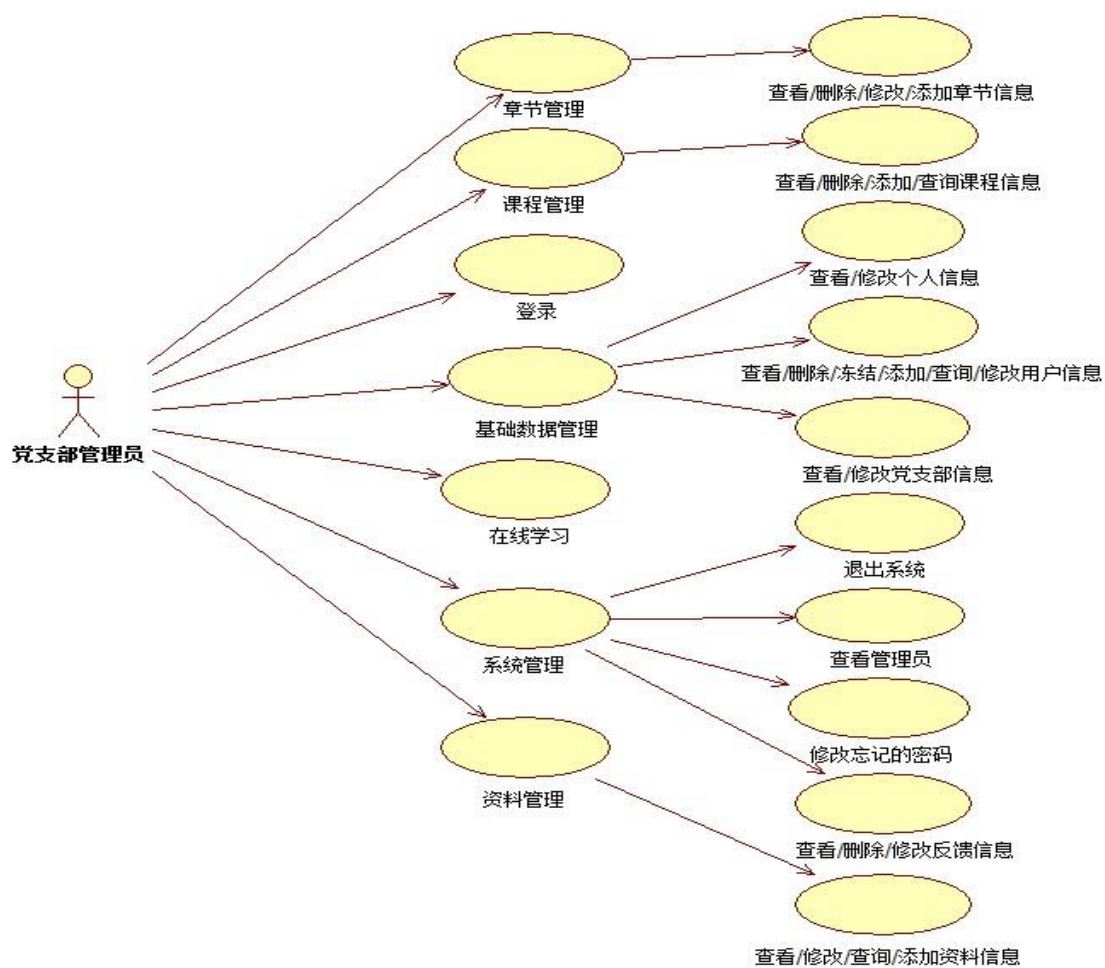 查看/删除/修改/添加章节信息
章节管理
查看/删除/添加/查询课程信息
课程管理
查看/修改个人信息
登录
查看/删除/冻结/添加/查询/修改用户信息
基础数据管理
党支部管理员
查看/修改党支部信息
在线学习
退出系统
查看管理员
系统管理
修改忘记的密码
资料管理
查看/删除/修改反馈信息
查看/修改/查询/添加资料信息